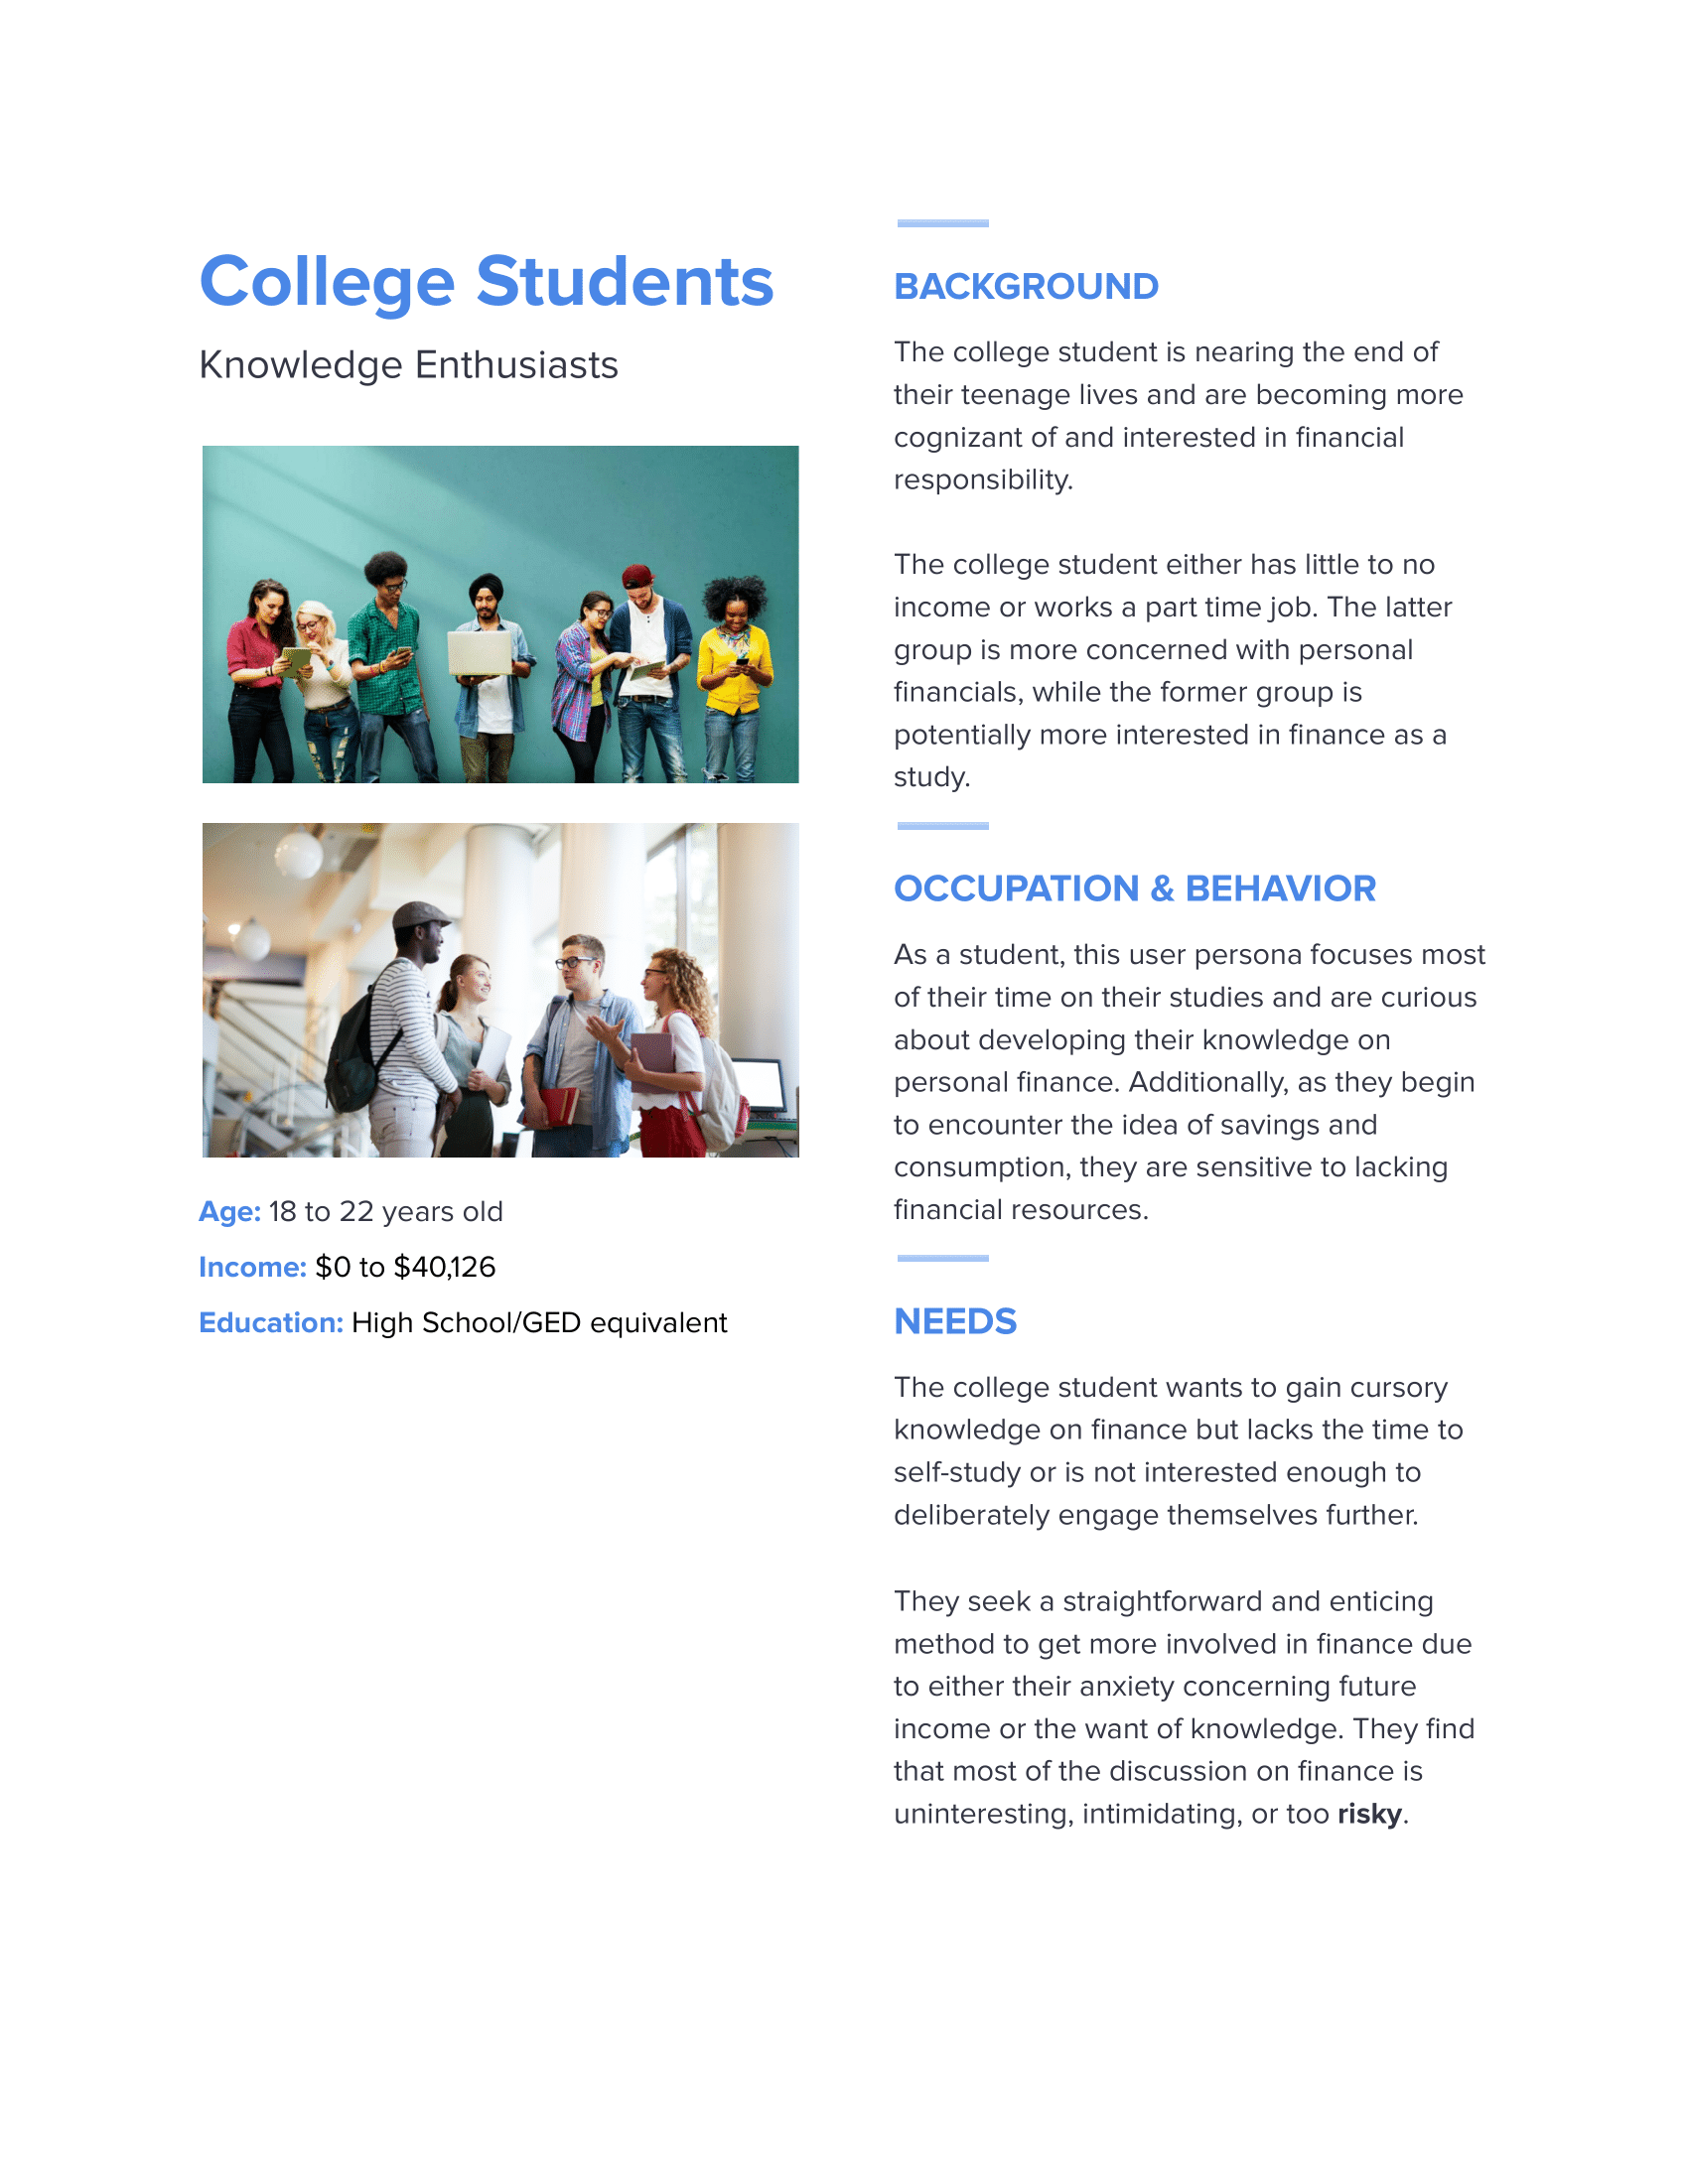 College Students
Knowledge Enthusiasts
Age: 18 to 22 years old
Income: $0 to $40,126
Education: High School/GED equivalent
BACKGROUND
The college student is nearing the end of
their teenage lives and are becoming more
cognizant of and interested in financial
responsibility.
The college student either has little to no
income or works a part time job. The latter
group is more concerned with personal
financials, while the former group is
potentially more interested in finance as a
study.
OCCUPATION & BEHAVIOR
As a student, this user persona focuses most
of their time on their studies and are curious
about developing their knowledge on
personal finance. Additionally, as they begin
to encounter the idea of savings and
consumption, they are sensitive to lacking
financial resources.
NEEDS
The college student wants to gain cursory
knowledge on finance but lacks the time to
self-study or is not interested enough to
deliberately engage themselves further.
They seek a straightforward and enticing
method to get more involved in finance due
to either their anxiety concerning future
income or the want of knowledge. They find
that most of the discussion on finance is
uninteresting, intimidating, or too risky.